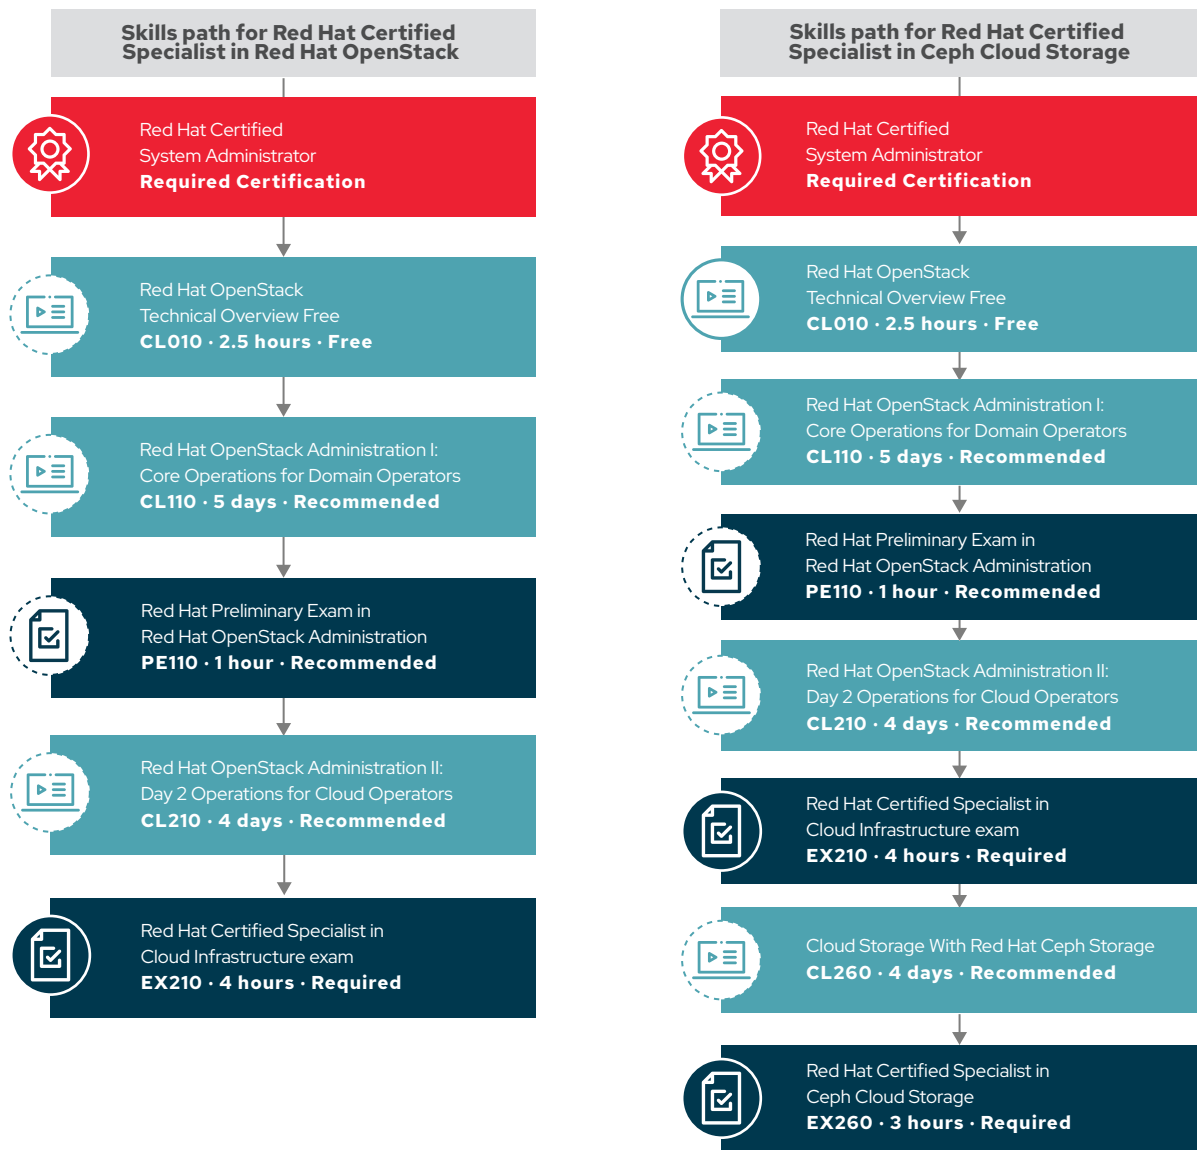 Skills path for Red Hat Certified
Specialist in Red Hat OpenStack
Red Hat Certified
System Administrator
Required Certification
Red Hat OpenStack
Technical Overview Free
CL010 · 2.5 hours · Free
Red Hat OpenStack Administration I:
Core Operations for Domain Operators
CL110 · 5 days · Recommended
Red Hat Preliminary Exam in
Red Hat OpenStack Administration
PE110 · 1 hour · Recommended
Red Hat OpenStack Administration II:
Day 2 Operations for Cloud Operators
CL210 · 4 days · Recommended
Red Hat Certified Specialist in
Cloud Infrastructure exam
EX210 · 4 hours · Required
Skills path for Red Hat Certified
Specialist in Ceph Cloud Storage
Red Hat Certified
System Administrator
Required Certification
Red Hat OpenStack
Technical Overview Free
CL010 · 2.5 hours · Free
Red Hat OpenStack Administration I:
Core Operations for Domain Operators
CL110 · 5 days · Recommended
Red Hat Preliminary Exam in
Red Hat OpenStack Administration
PE110 · 1 hour · Recommended
Red Hat OpenStack Administration II:
Day 2 Operations for Cloud Operators
CL210 · 4 days · Recommended
Red Hat Certified Specialist in
Cloud Infrastructure exam
EX210 · 4 hours · Required
Cloud Storage With Red Hat Ceph Storage
CL260 · 4 days · Recommended
Red Hat Certified Specialist in
Ceph Cloud Storage
EX260 · 3 hours · Required